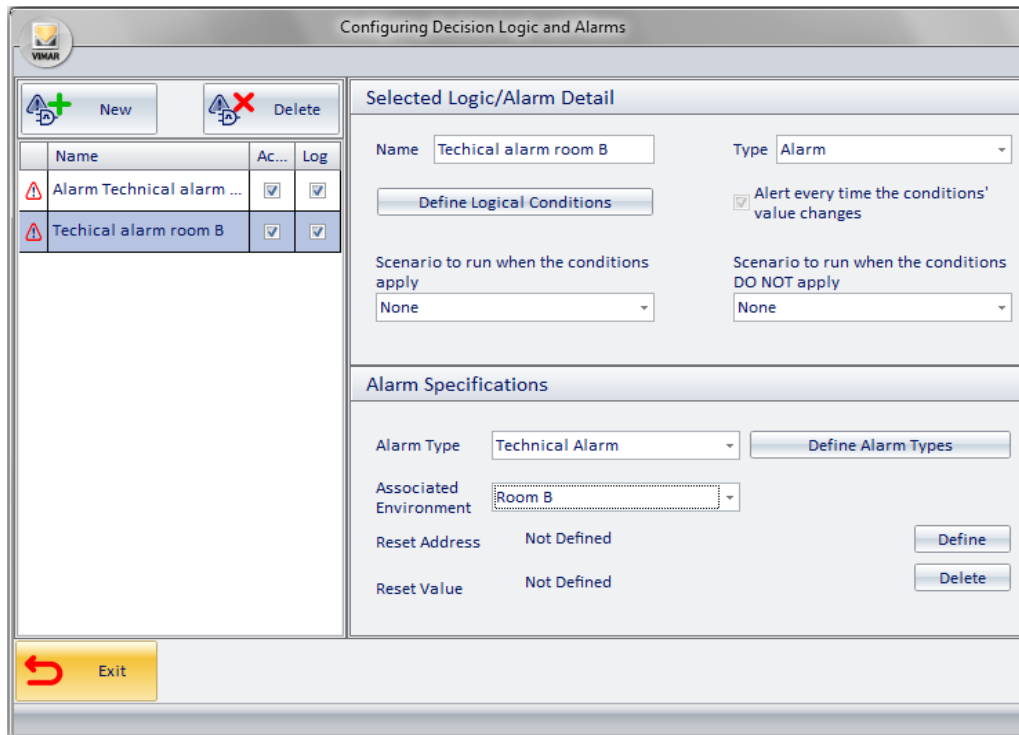 Configuring Decision Logic and Alarms
VIMAR
New
Delete
Name
Ac...
Log
Alarm Technical alarm ...
Techical alarm room B
Selected Logic/Alarm Detail
Name
Techical alarm room B
Type
Alarm
Define Logical Conditions
Alert every time the conditions'
value changes
Scenario to run when the conditions
apply
None
Scenario to run when the conditions
DO NOT apply
None
Alarm Specifications
Alarm Type
Technical Alarm
Define Alarm Types
Associated
Environment
Room B
Reset Address
Not Defined
Define
Reset Value
Not Defined
Delete
Exit